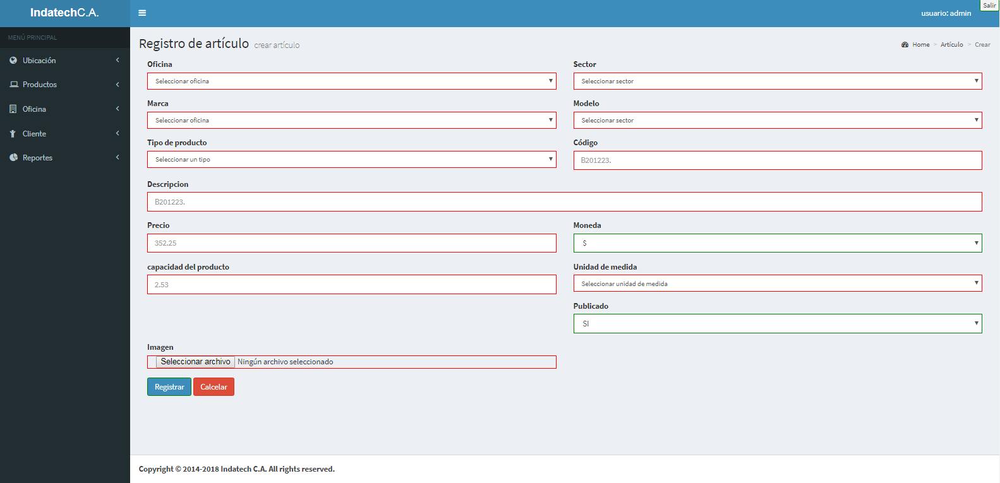 IndatechC.A.
usuario: admin
Salir
MENÚ PRINCIPAL
Ubicación
Productos
Oficina
Cliente
Reportes
Registro de artículo crear artículo
Home > Artículo > Crear
Oficina
Seleccionar oficina
Sector
Seleccionar sector
Marca
Seleccionar oficina
Modelo
Seleccionar sector
Tipo de producto
Seleccionar un tipo
Código
B201223.
Descripcion
B201223.
Precio
352.25
Moneda
$
capacidad del producto
2.53
Unidad de medida
Seleccionar unidad de medida
Publicado
SI
Imagen
Seleccionar archivo Ningún archivo seleccionado
Registrar Calcelar
Copyright © 2014-2018 Indatech C.A. All rights reserved.